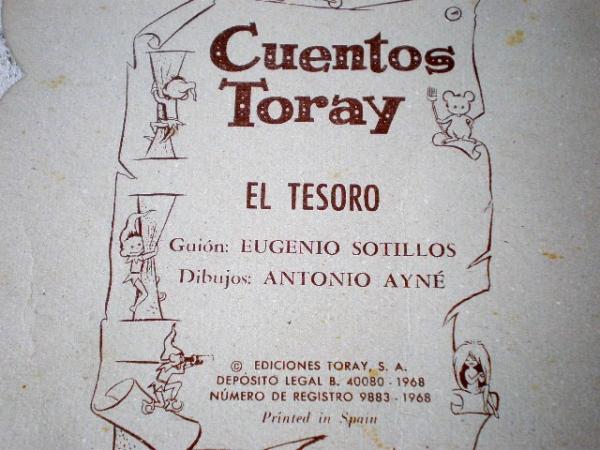 Cuentos
Toray
EL TESORO
Guión: EUGENIO SOTILLOS
Dibujos: ANTONIO AYNÉ
© EDICIONES TORAY, S. A.
DEPÓSITO LEGAL B. 40080 - 1968
NÚMERO DE REGISTRO 9883 - 1968
Printed in Spain